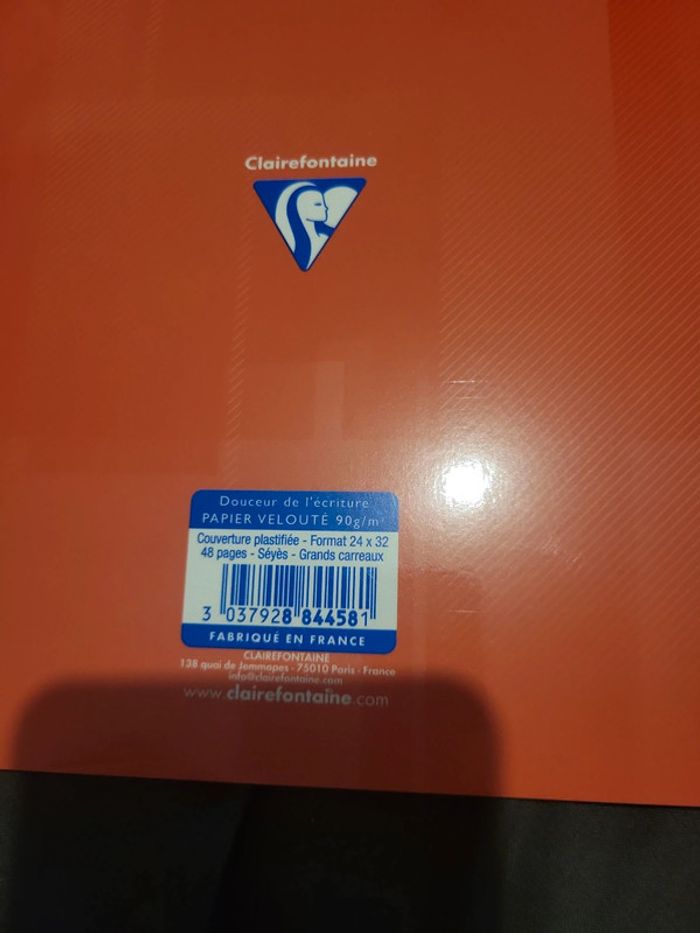 Clairefontaine
Douceur de l'écriture
PAPIER VELOUTÉ 90g/m²
Couverture plastifiée - Format 24 x 32
48 pages - Séyès - Grands carreaux
3 037928 844581
FABRIQUÉ EN FRANCE
CLAIREFONTAINE
138 quai de Jemmapes - 75010 Paris - France
info@clairefontaine.com
www.clairefontaine.com